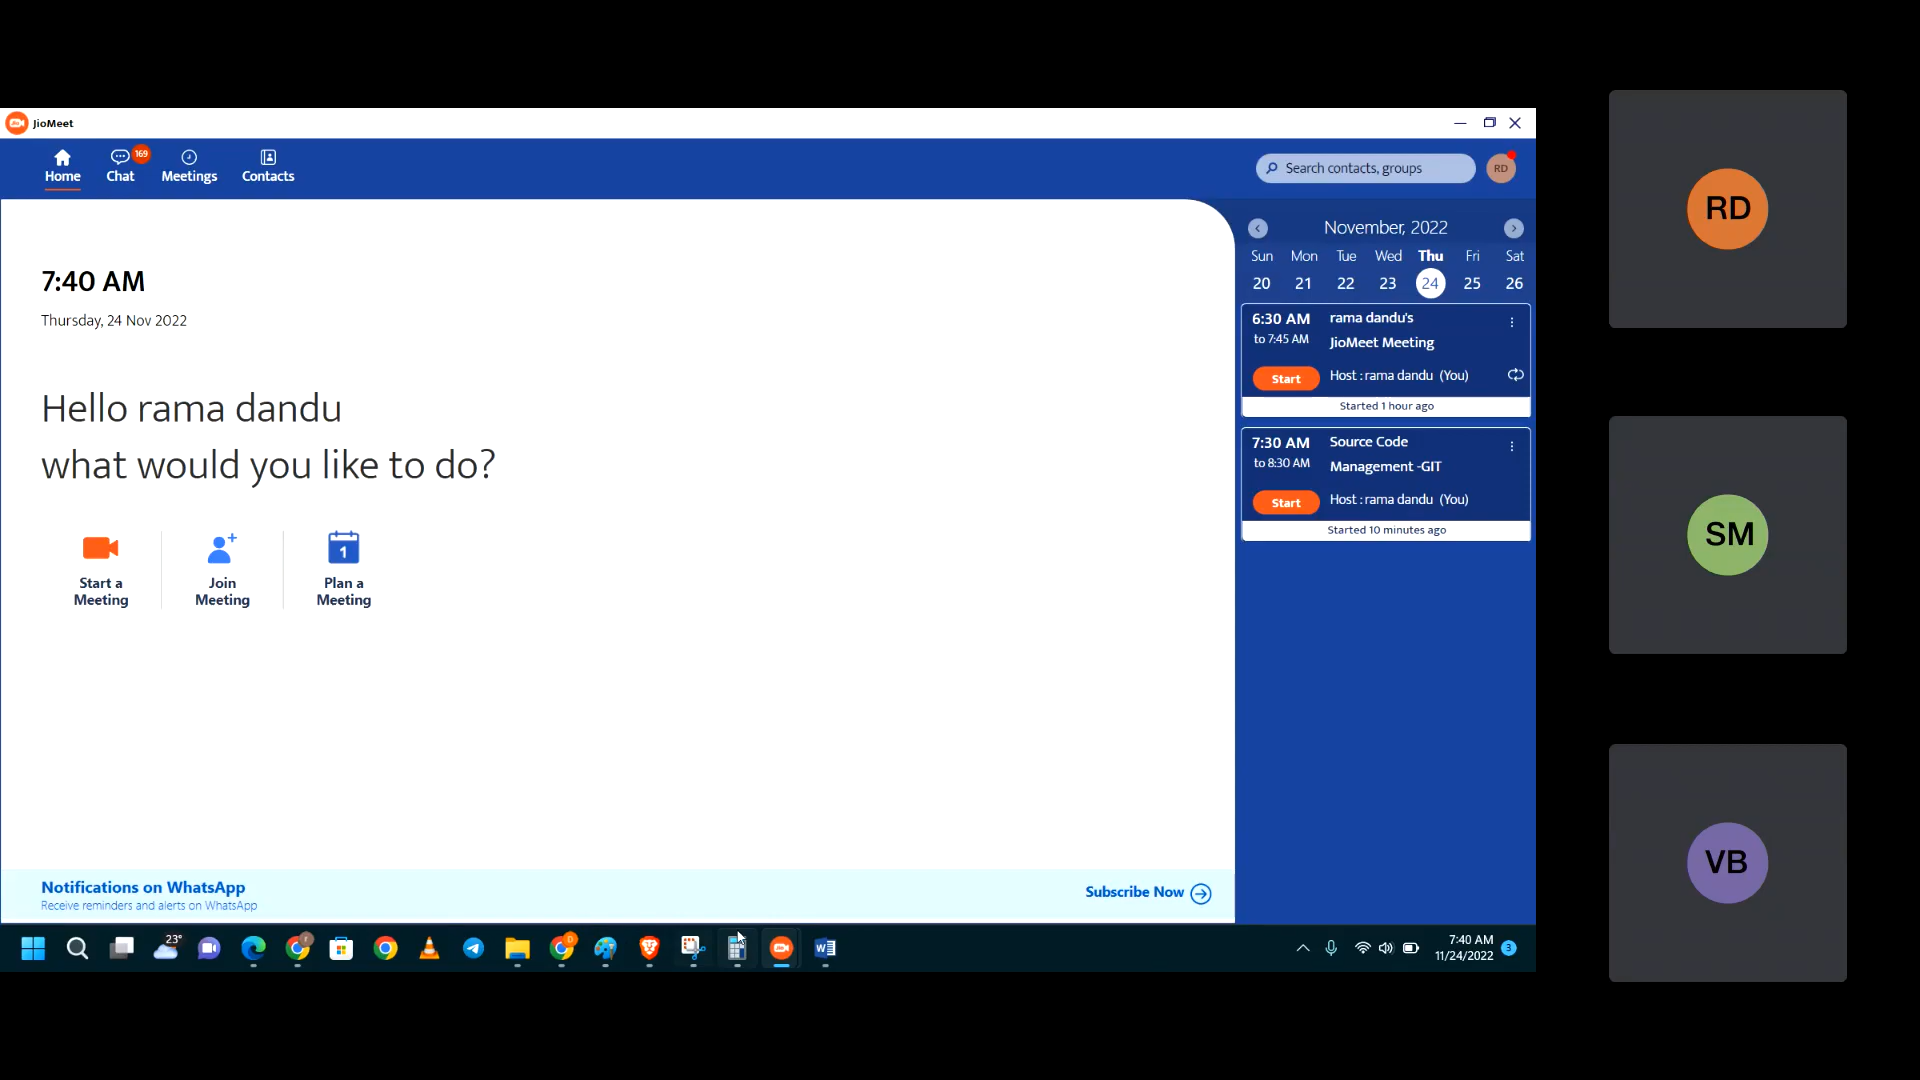 JioMeet
Home
Chat
169
Meetings
Contacts
Search contacts, groups
RD
7:40 AM
Thursday, 24 Nov 2022
Hello rama dandu
what would you like to do?
Start a
Meeting
Join
Meeting
1
Plan a
Meeting
November, 2022
Sun Mon Tue Wed Thu Fri Sat
20 21 22 23 24 25 26
6:30 AM
to 7:45 AM
rama dandu's
JioMeet Meeting
Start
Host : rama dandu (You)
Started 1 hour ago
7:30 AM
to 8:30 AM
Source Code
Management -GIT
Start
Host : rama dandu (You)
Started 10 minutes ago
Notifications on WhatsApp
Receive reminders and alerts on WhatsApp
Subscribe Now
23°
7:40 AM
11/24/2022
3
RD
SM
VB